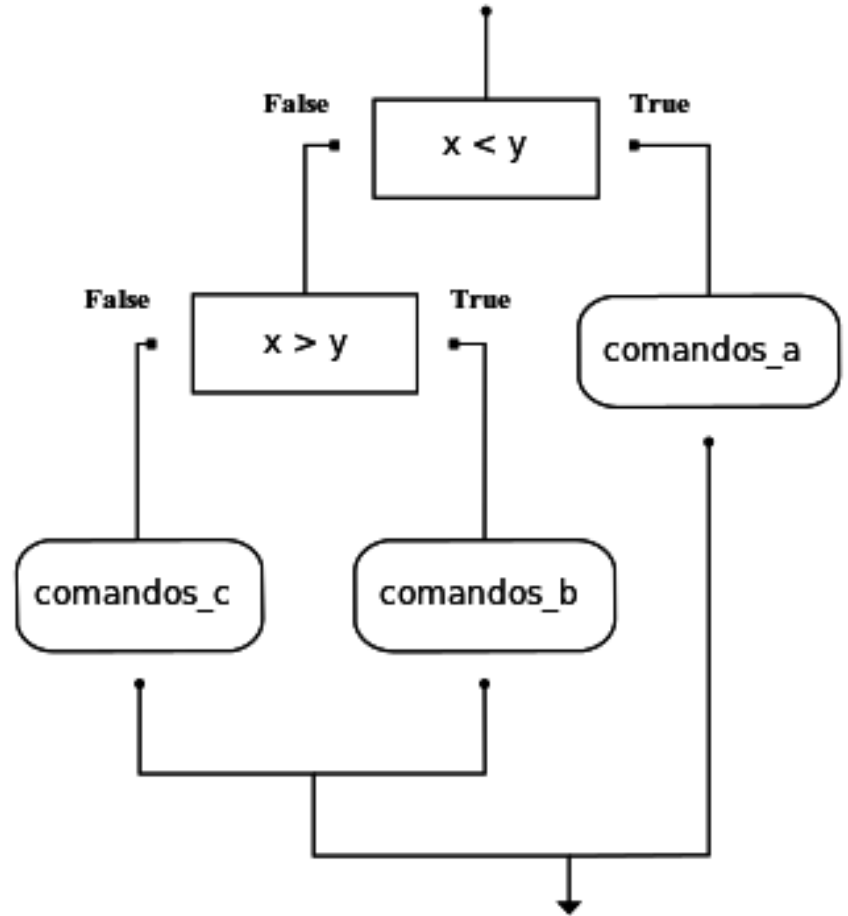 False
True
x < y
False
True
x > y
comandos_a
comandos_c
comandos_b